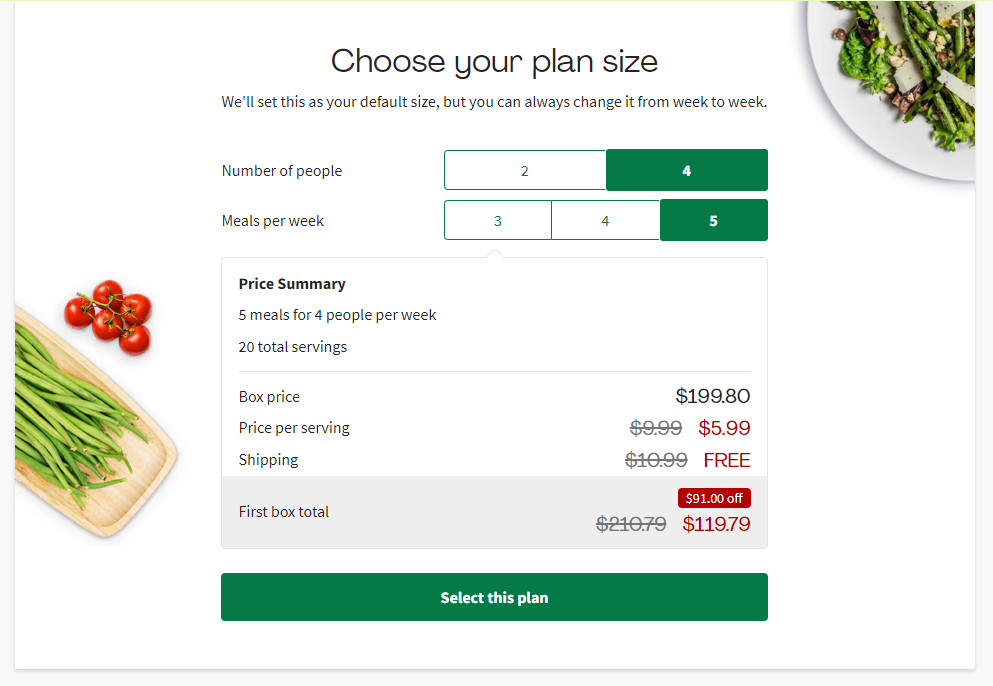 Choose your plan size
We'll set this as your default size, but you can always change it from week to week.
Number of people 2 4
Meals per week 3 4 5
Price Summary
5 meals for 4 people per week
20 total servings
Box price $199.80
Price per serving $9.99 $5.99
Shipping $10.99 FREE
$91.00 off
First box total $210.79 $119.79
Select this plan